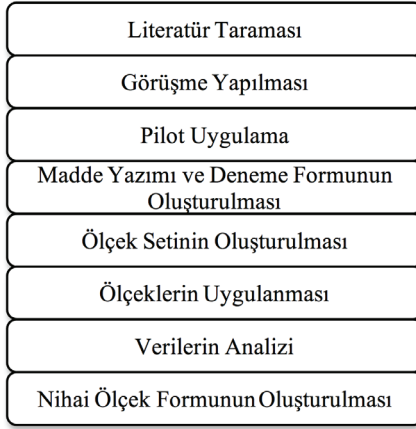 Literatür Taraması
Görüşme Yapılması
Pilot Uygulama
Madde Yazımı ve Deneme Formunun
Oluşturulması
Ölçek Setinin Oluşturulması
Ölçeklerin Uygulanması
Verilerin Analizi
Nihai Ölçek Formunun Oluşturulması